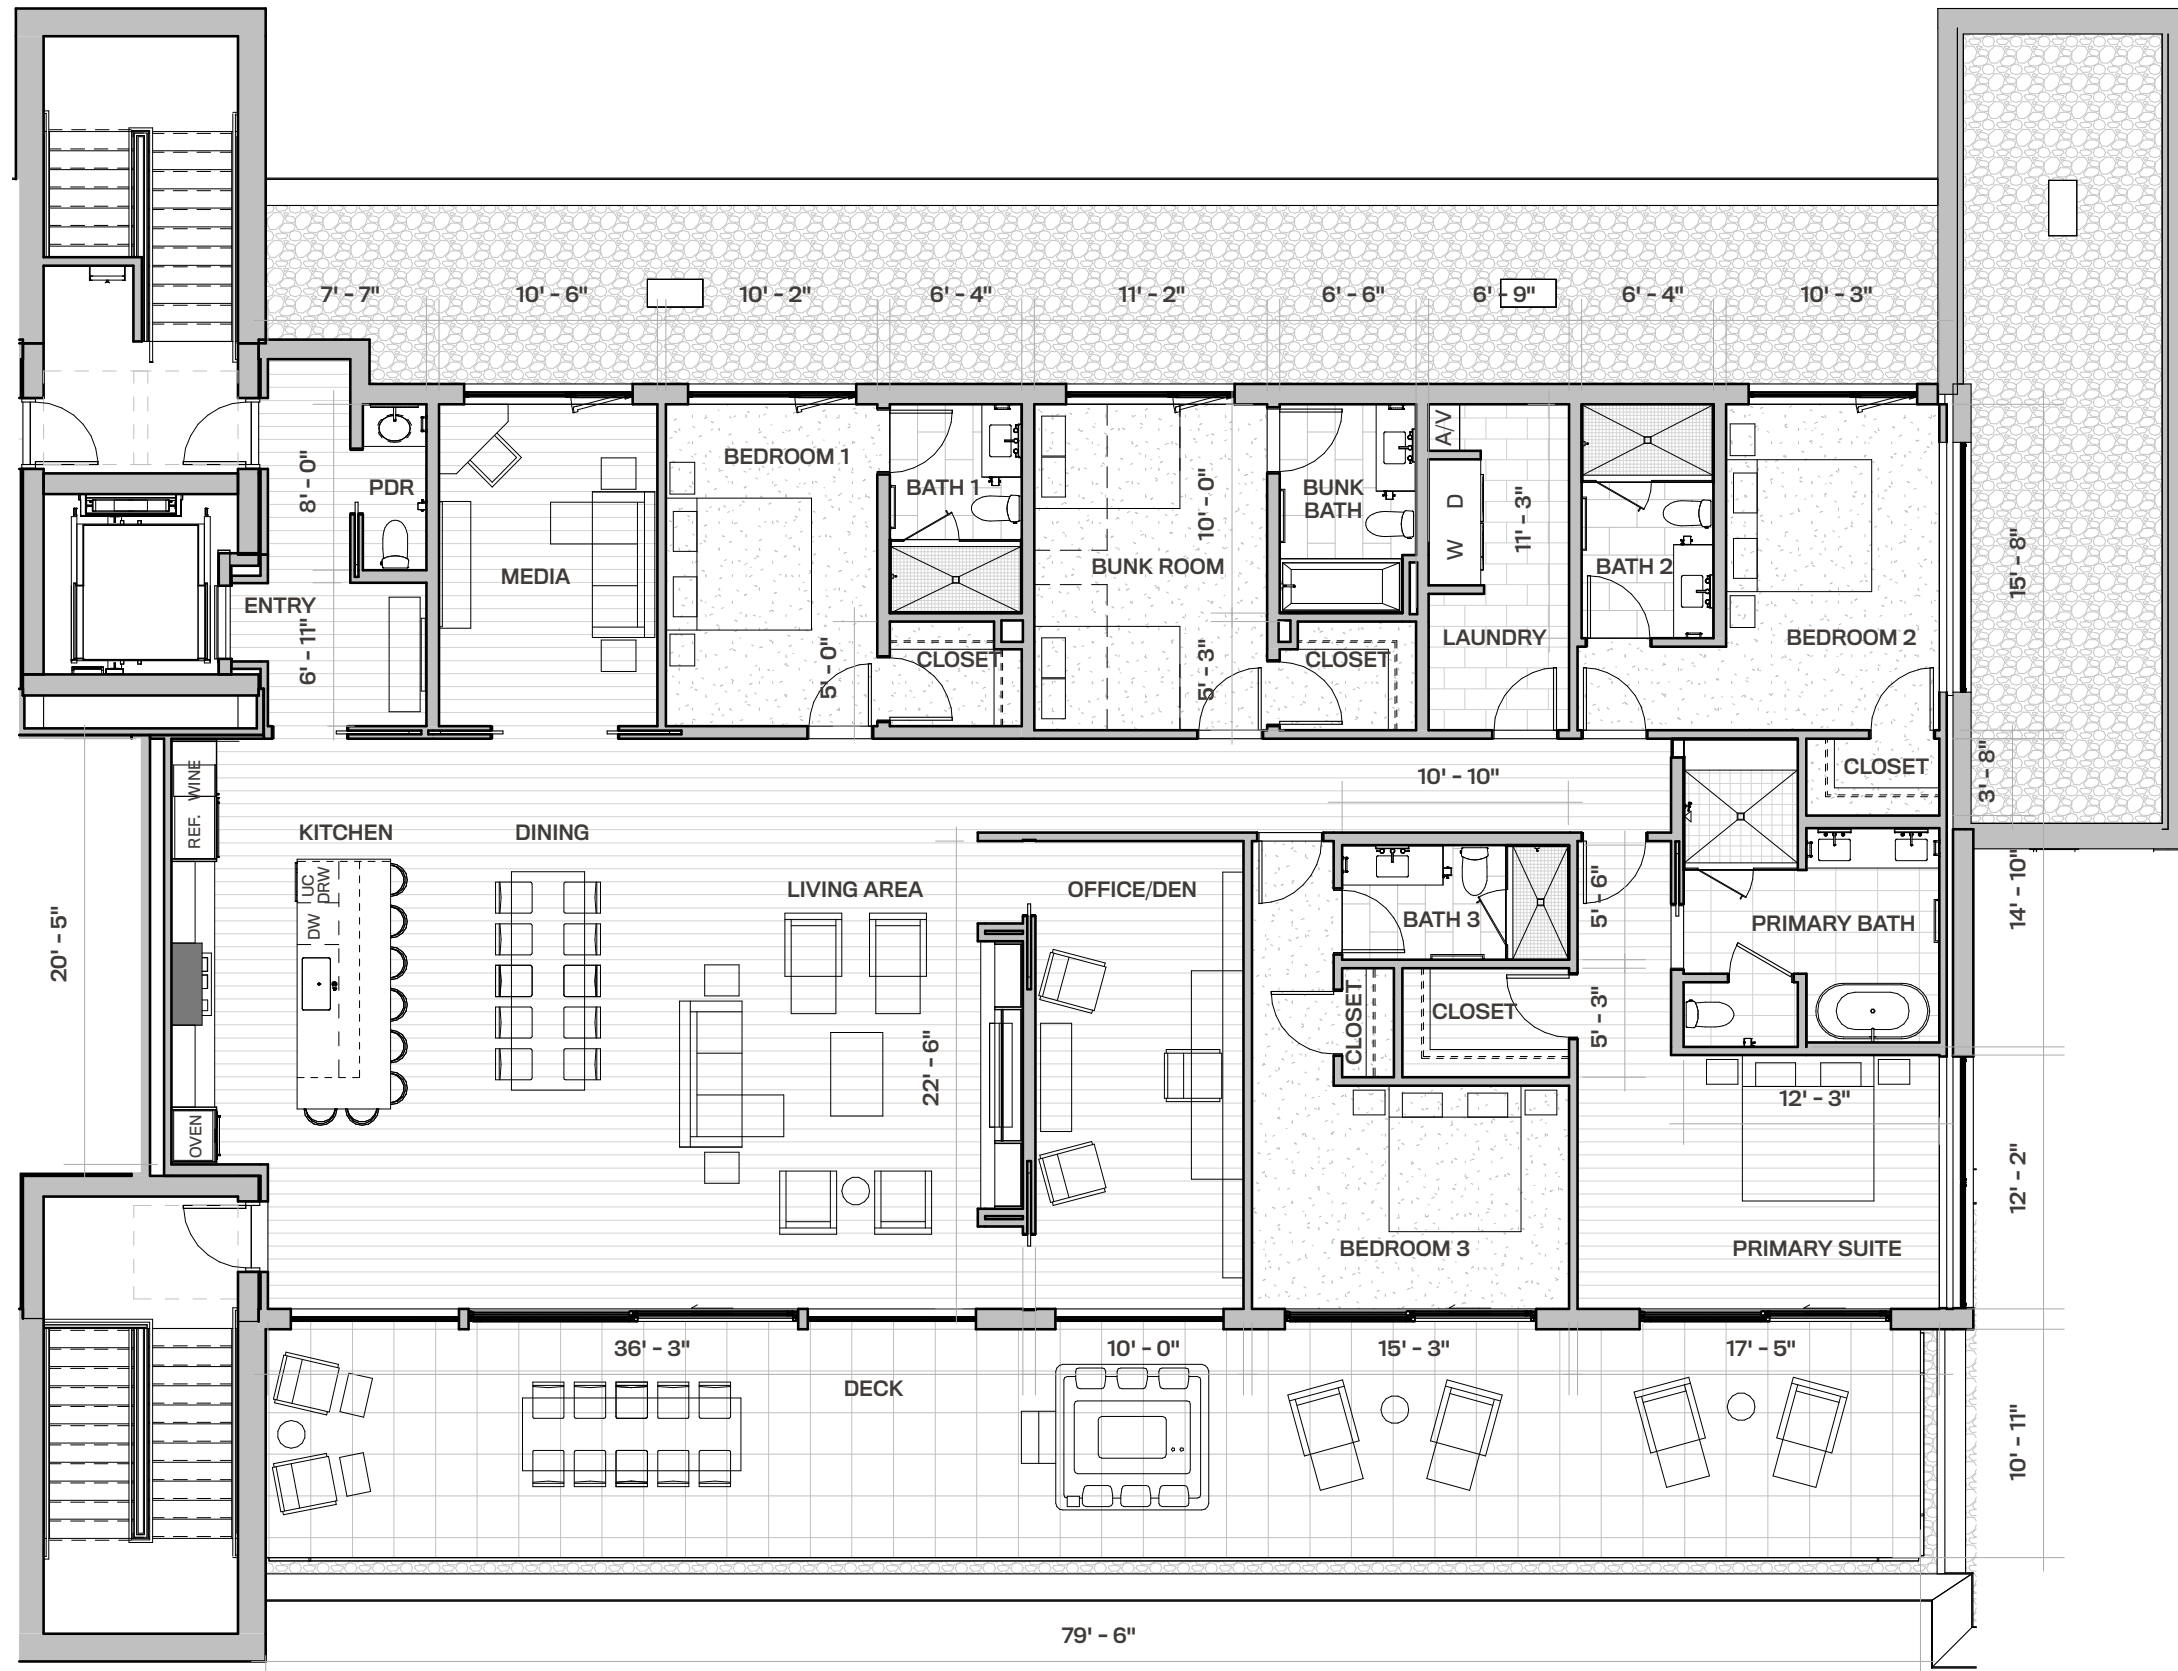 7' - 7"
10' - 6"
10' - 2"
6' - 4"
11' - 2"
6' - 6"
6' - 9"
6' - 4"
10' - 3"
A/V
BEDROOM 1
8' - 0"
PDR
BATH 1
10' - 0"
BUNK
BATH
W D
11' - 3"
BATH 2
15' - 8"
MEDIA
BUNK ROOM
ENTRY
6' - 11"
5' - 0"
CLOSET
5' - 3"
CLOSET
LAUNDRY
BEDROOM 2
REF. WINE
10' - 10"
CLOSET
3' - 8"
KITCHEN
DINING
LIVING AREA
OFFICE/DEN
UC
DRW
DW
5' - 6"
14' - 10"
BATH 3
PRIMARY BATH
20' - 5"
CLOSET
CLOSET
5' - 3"
22' - 6"
12' - 3"
OVEN
12' - 2"
BEDROOM 3
PRIMARY SUITE
36' - 3"
10' - 0"
15' - 3"
17' - 5"
DECK
10' - 11"
79' - 6"